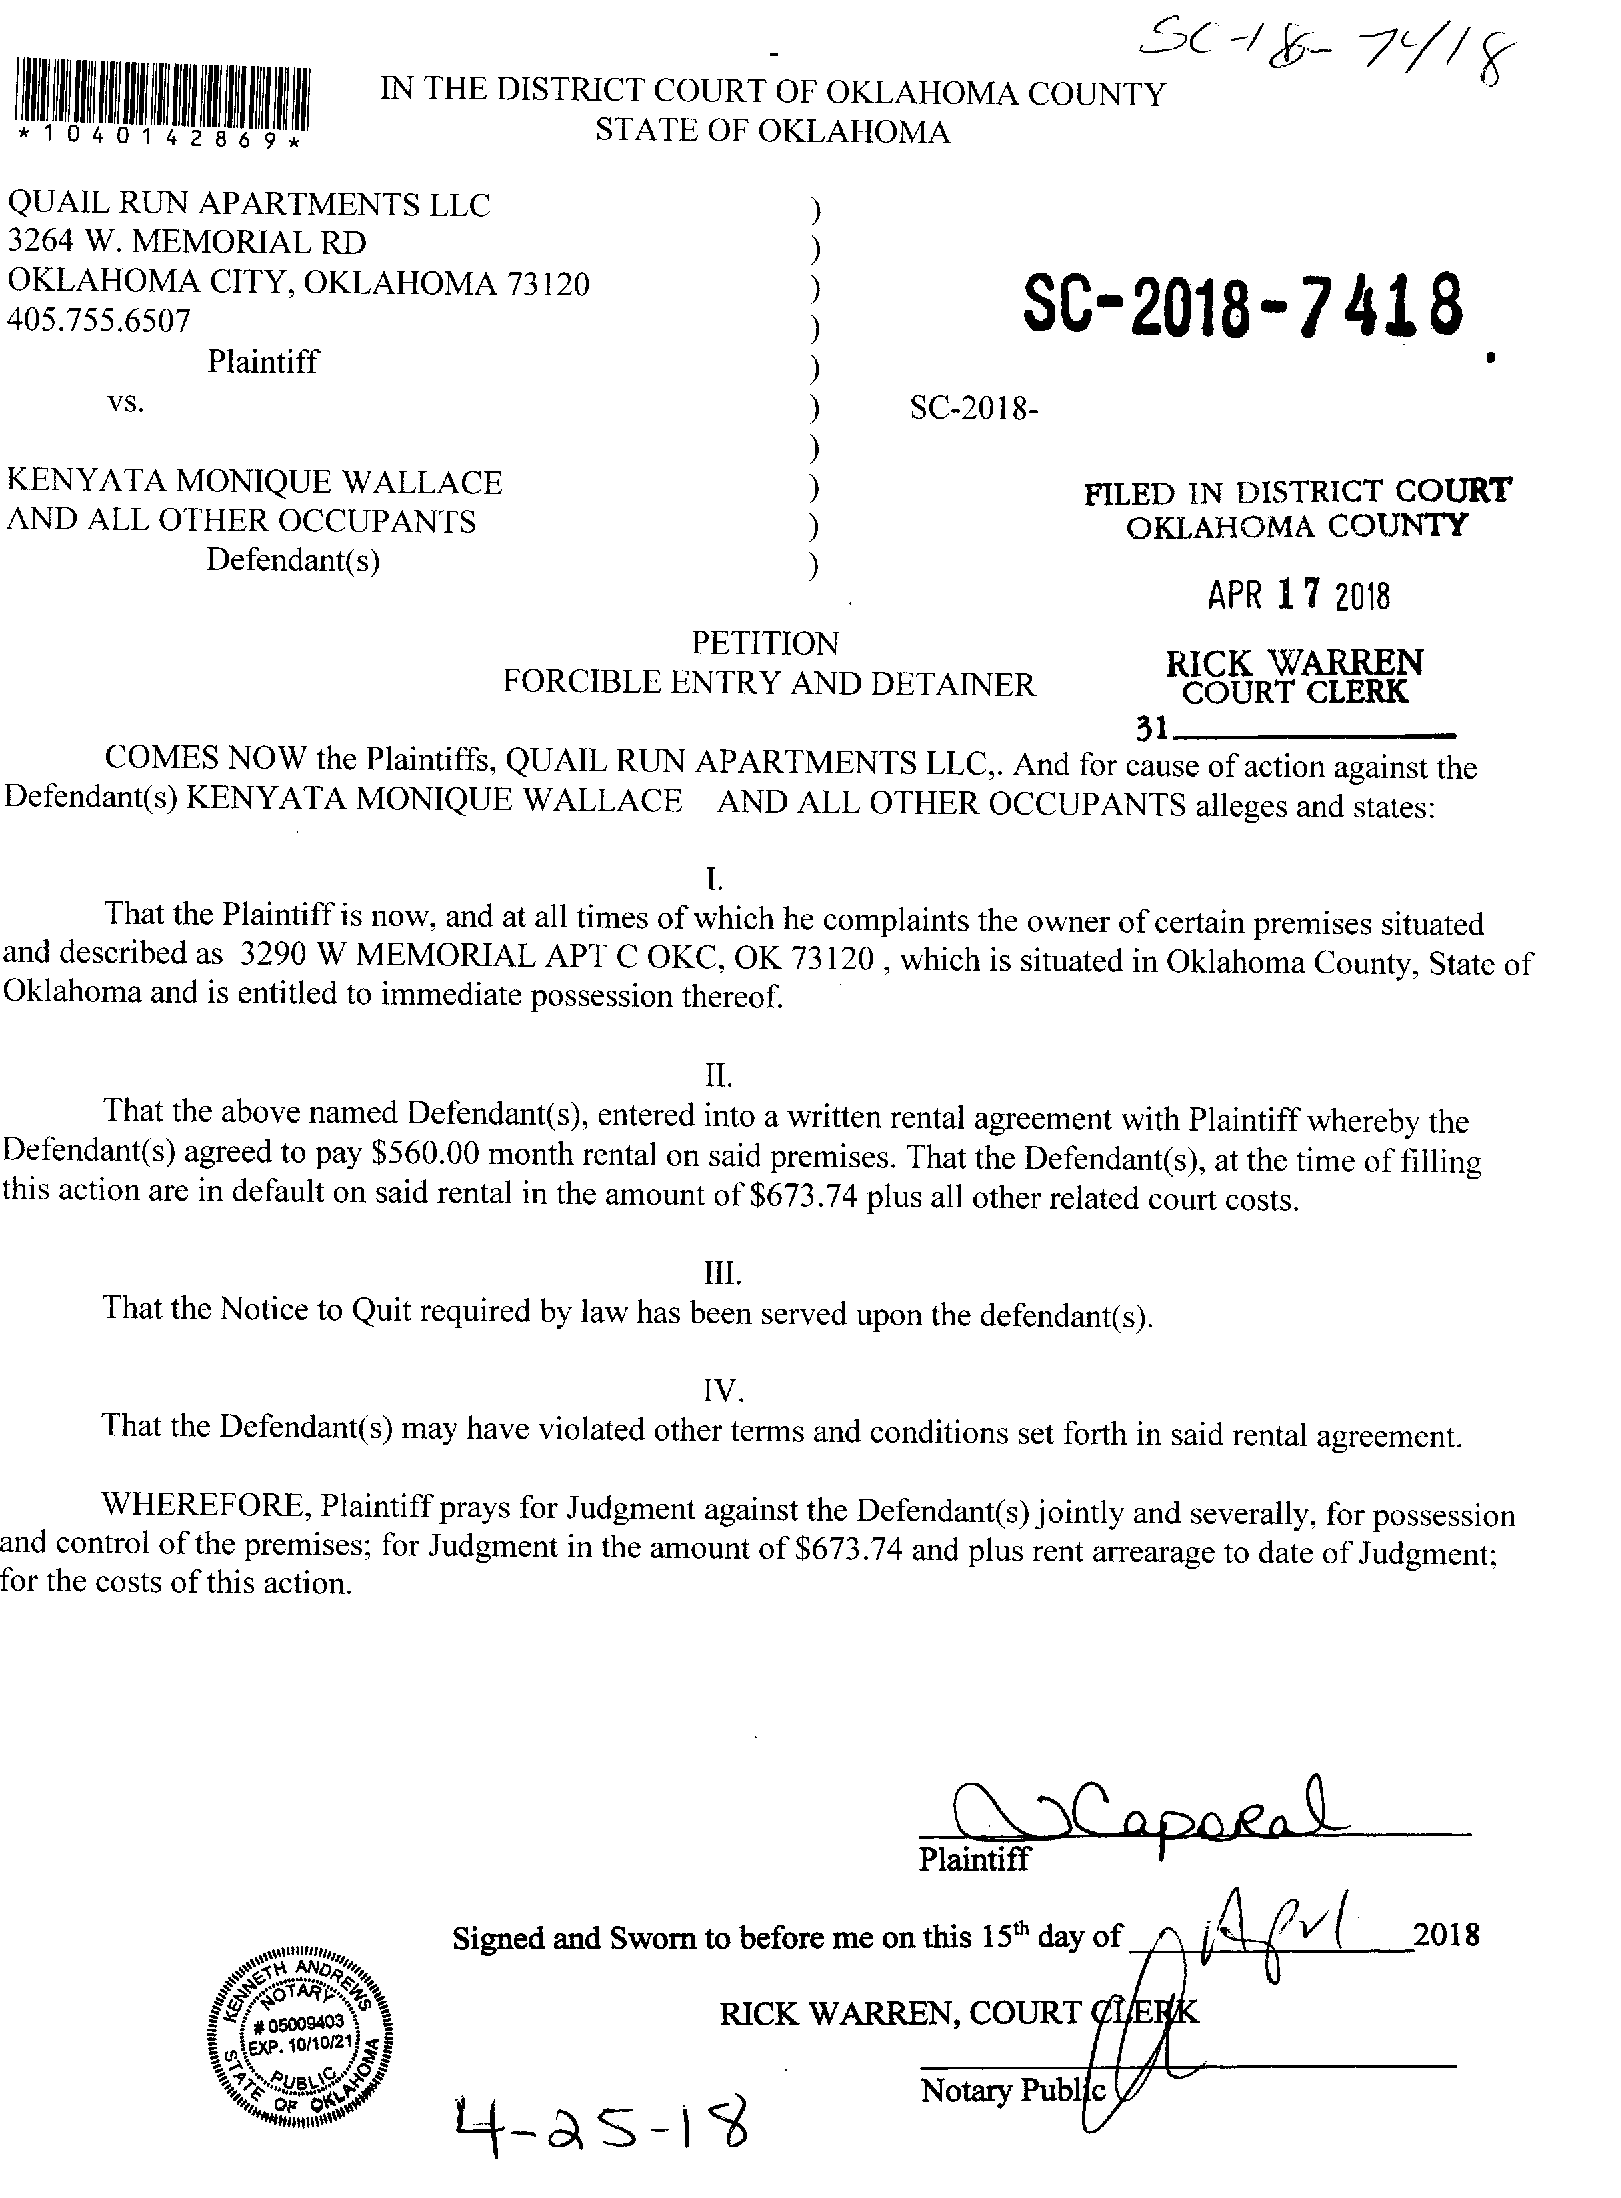 SC-18-7418
*1040142869*
IN THE DISTRICT COURT OF OKLAHOMA COUNTY
STATE OF OKLAHOMA
QUAIL RUN APARTMENTS LLC )
3264 W. MEMORIAL RD )
OKLAHOMA CITY, OKLAHOMA 73120 )
405.755.6507 )
SC-2018-7418
Plaintiff )
vs. ) SC-2018-
)
KENYATA MONIQUE WALLACE )
AND ALL OTHER OCCUPANTS )
Defendant(s) )
FILED IN DISTRICT COURT
OKLAHOMA COUNTY
APR 17 2018
RICK WARREN
COURT CLERK
31
PETITION
FORCIBLE ENTRY AND DETAINER
COMES NOW the Plaintiffs, QUAIL RUN APARTMENTS LLC,. And for cause of action against the
Defendant(s) KENYATA MONIQUE WALLACE AND ALL OTHER OCCUPANTS alleges and states:
I.
That the Plaintiff is now, and at all times of which he complaints the owner of certain premises situated
and described as 3290 W MEMORIAL APT C OKC, OK 73120 , which is situated in Oklahoma County, State of
Oklahoma and is entitled to immediate possession thereof.
II.
That the above named Defendant(s), entered into a written rental agreement with Plaintiff whereby the
Defendant(s) agreed to pay $560.00 month rental on said premises. That the Defendant(s), at the time of filling
this action are in default on said rental in the amount of $673.74 plus all other related court costs.
III.
That the Notice to Quit required by law has been served upon the defendant(s).
IV.
That the Defendant(s) may have violated other terms and conditions set forth in said rental agreement.
WHEREFORE, Plaintiff prays for Judgment against the Defendant(s) jointly and severally, for possession
and control of the premises; for Judgment in the amount of $673.74 and plus rent arrearage to date of Judgment;
for the costs of this action.
Caporal
Plaintiff
Signed and Sworn to before me on this 15th day of April 2018
RICK WARREN, COURT CLERK
Notary Public
KENNETH ANDREWS
NOTARY
# 05009403
EXP. 10/10/21
PUBLIC
STATE OF OKLAHOMA
4-25-18